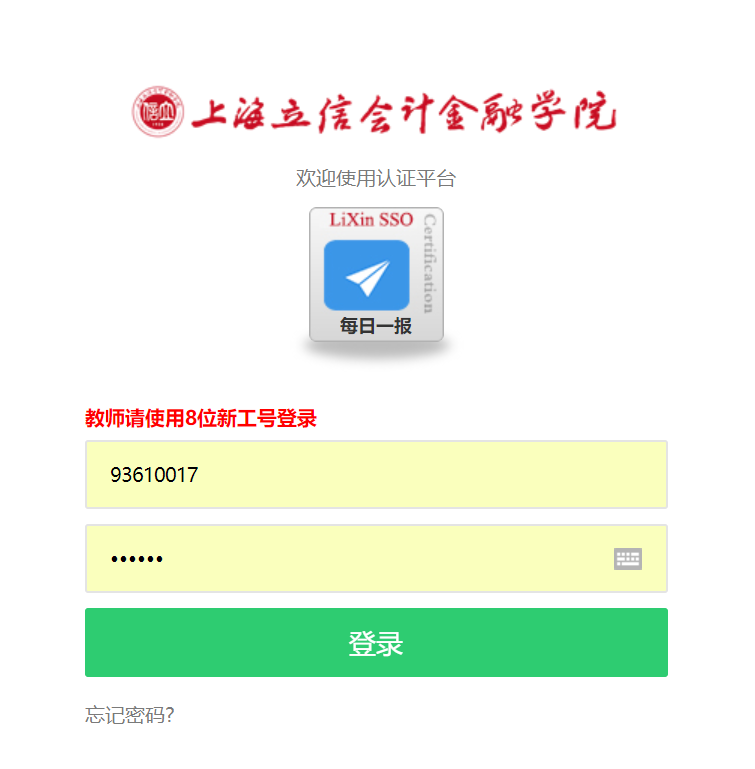 上海立信会计金融学院
欢迎使用认证平台
LiXin SSO
Certification
每日一报
教师请使用8位新工号登录
93610017
••••••
登录
忘记密码?